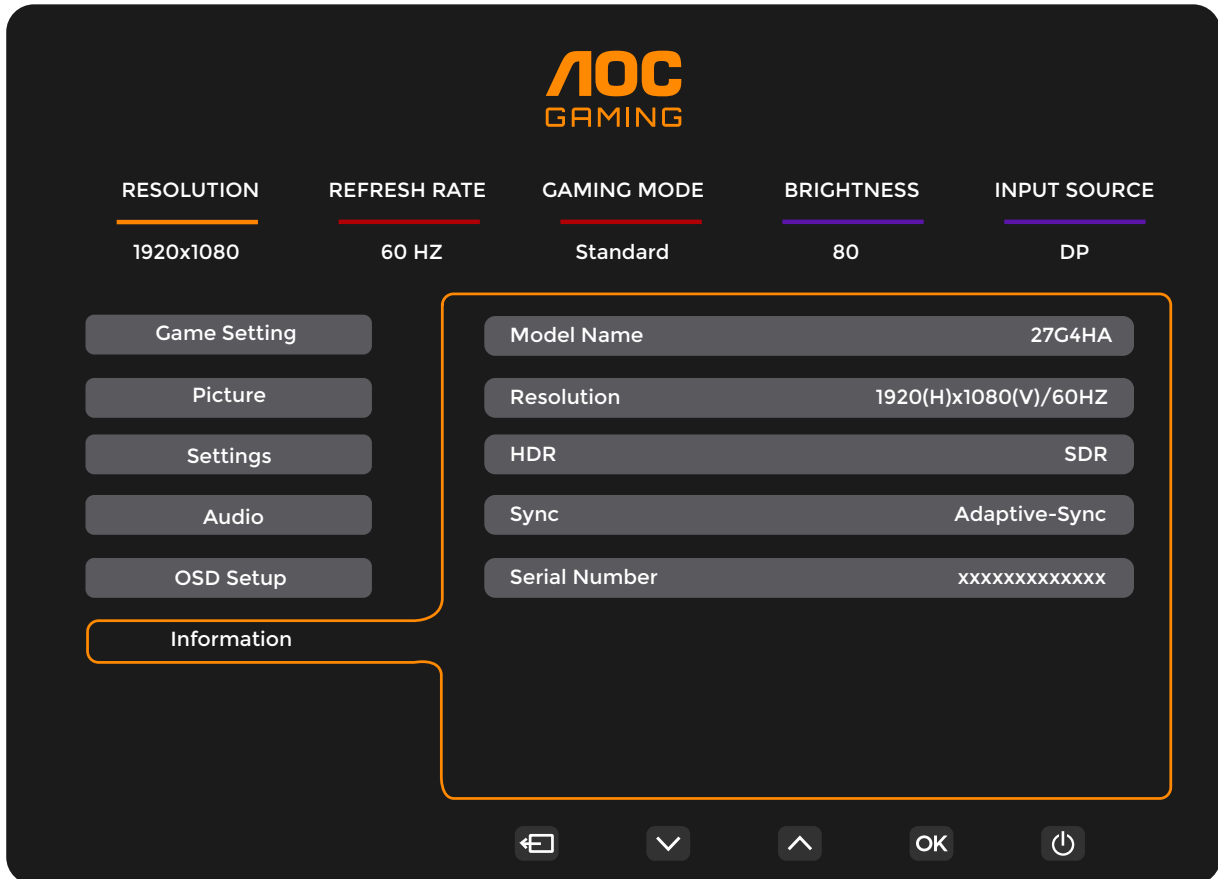 AOC
GAMING
RESOLUTION REFRESH RATE GAMING MODE BRIGHTNESS INPUT SOURCE
1920x1080 60 HZ Standard 80 DP
Game Setting
Picture
Settings
Audio
OSD Setup
Information
Model Name 27G4HA
Resolution 1920(H)x1080(V)/60HZ
HDR SDR
Sync Adaptive-Sync
Serial Number xxxxxxxxxxxxx
OK